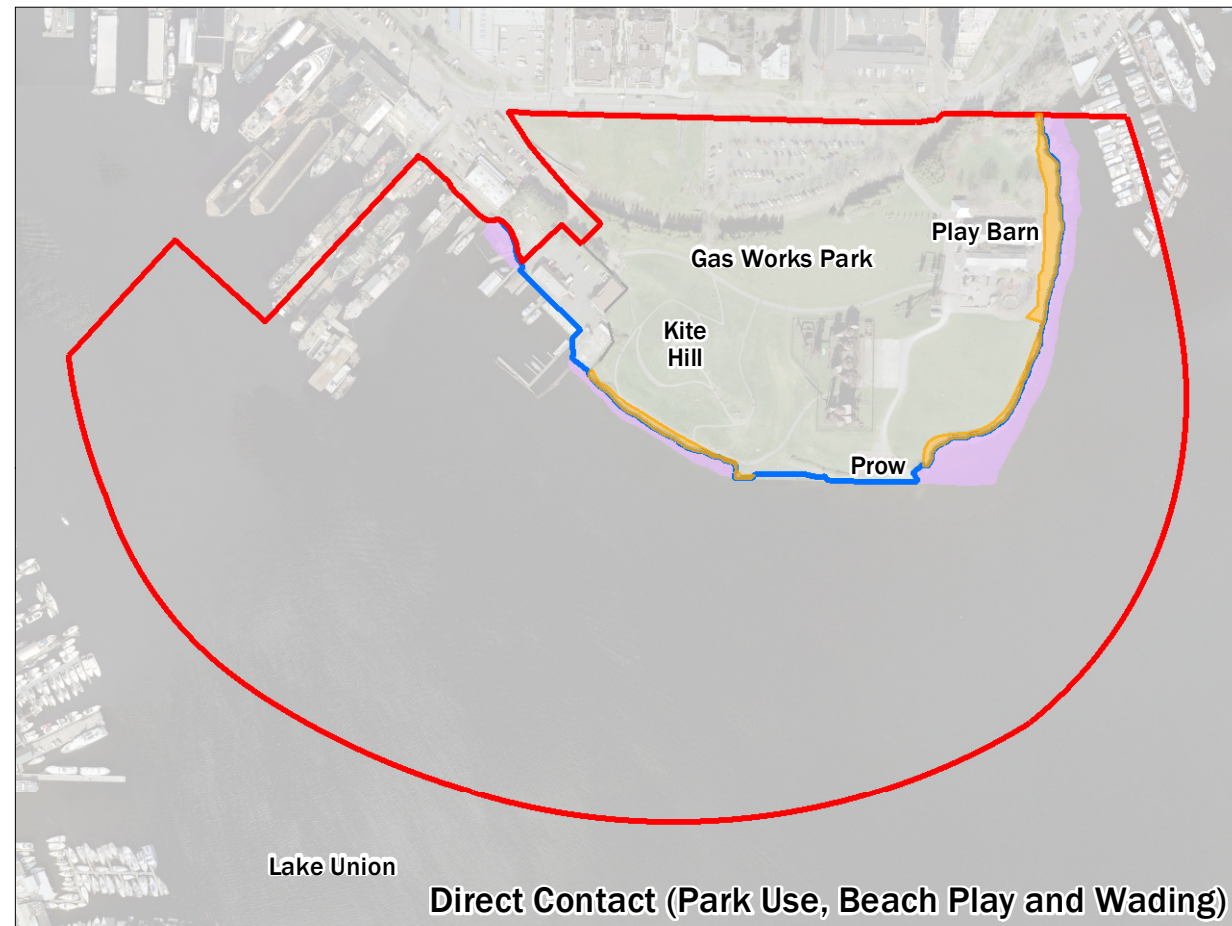 Play Barn
Gas Works Park
Kite
Hill
Prow
Lake Union
Direct Contact (Park Use, Beach Play and Wading)